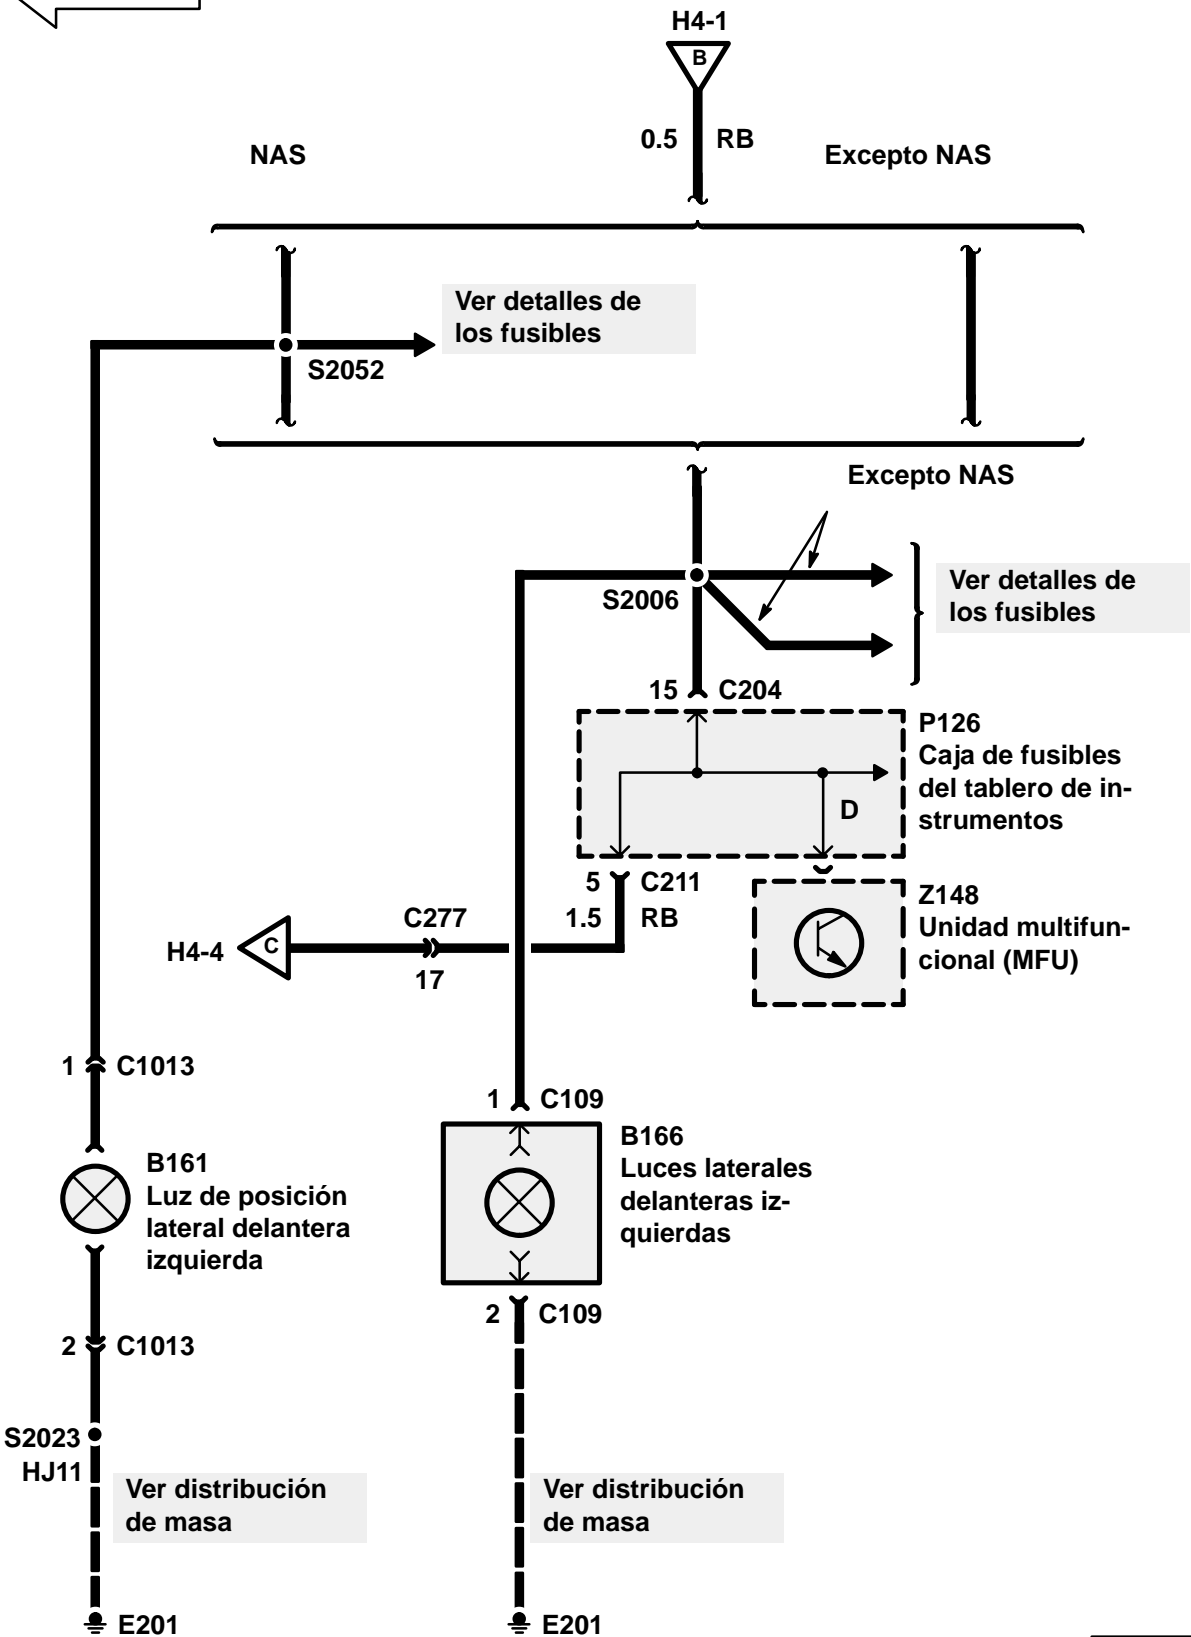 H4-1
B
0.5 RB
NAS
Excepto NAS
Ver detalles de
los fusibles
S2052
Excepto NAS
Ver detalles de
los fusibles
S2006
15 C204
P126
Caja de fusibles
del tablero de in-
strumentos
D
5 C211
1.5 RB
Z148
Unidad multifun-
cional (MFU)
C277
H4-4
C
17
1 C1013
1 C109
B161
Luz de posición
lateral delantera
izquierda
B166
Luces laterales
delanteras iz-
quierdas
2 C109
2 C1013
S2023
HJ11
Ver distribución
de masa
Ver distribución
de masa
E201
E201